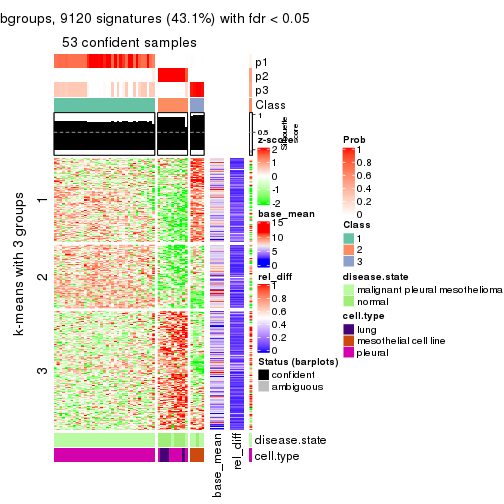 bgroups, 9120 signatures (43.1%) with fdr < 0.05
53 confident samples
p1
p2
p3
Class
1
0.5
0
Silhouette
score
k-means with 3 groups
1
2
3
base_mean
rel_diff
disease.state
cell.type
z-score
2
1
0
-1
-2
base_mean
15
10
5
0
rel_diff
1
0.8
0.6
0.4
0.2
0
Status (barplots)
confident
ambiguous
Prob
1
0.8
0.6
0.4
0.2
0
Class
1
2
3
disease.state
malignant pleural mesothelioma
normal
cell.type
lung
mesothelial cell line
pleural